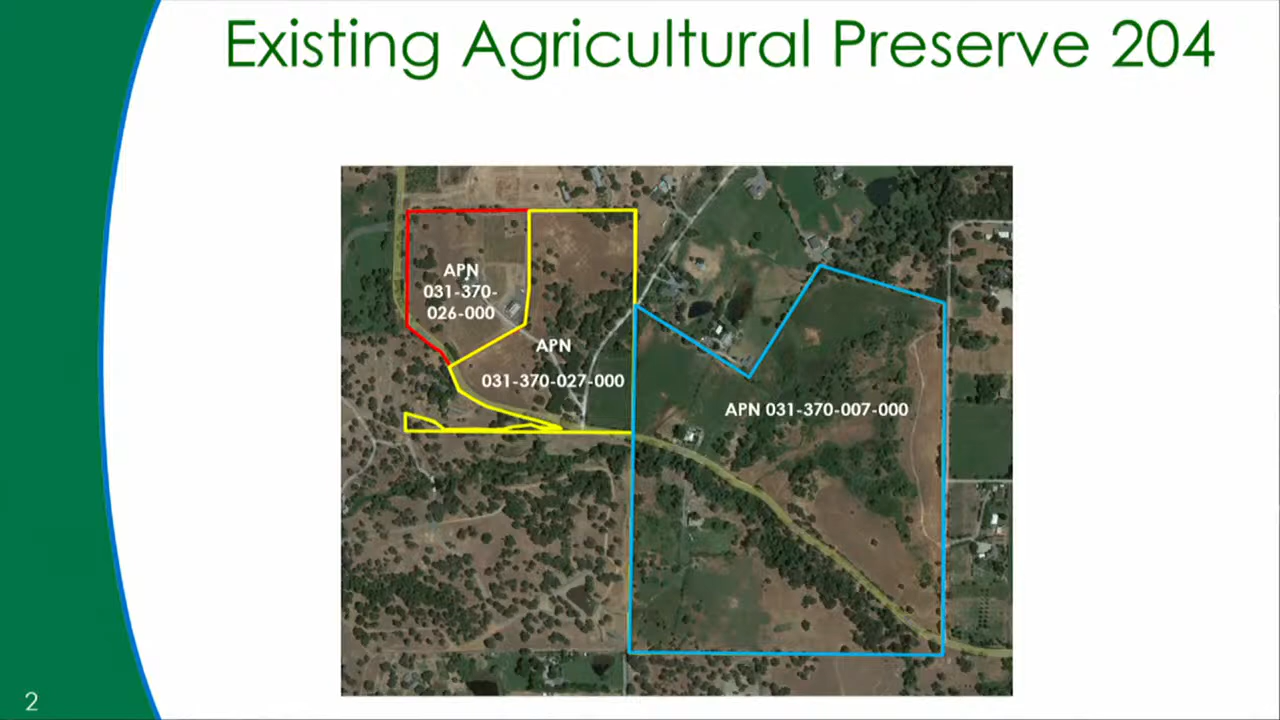 Existing Agricultural Preserve 204
APN
031-370-
026-000
APN
031-370-027-000
APN 031-370-007-000
2